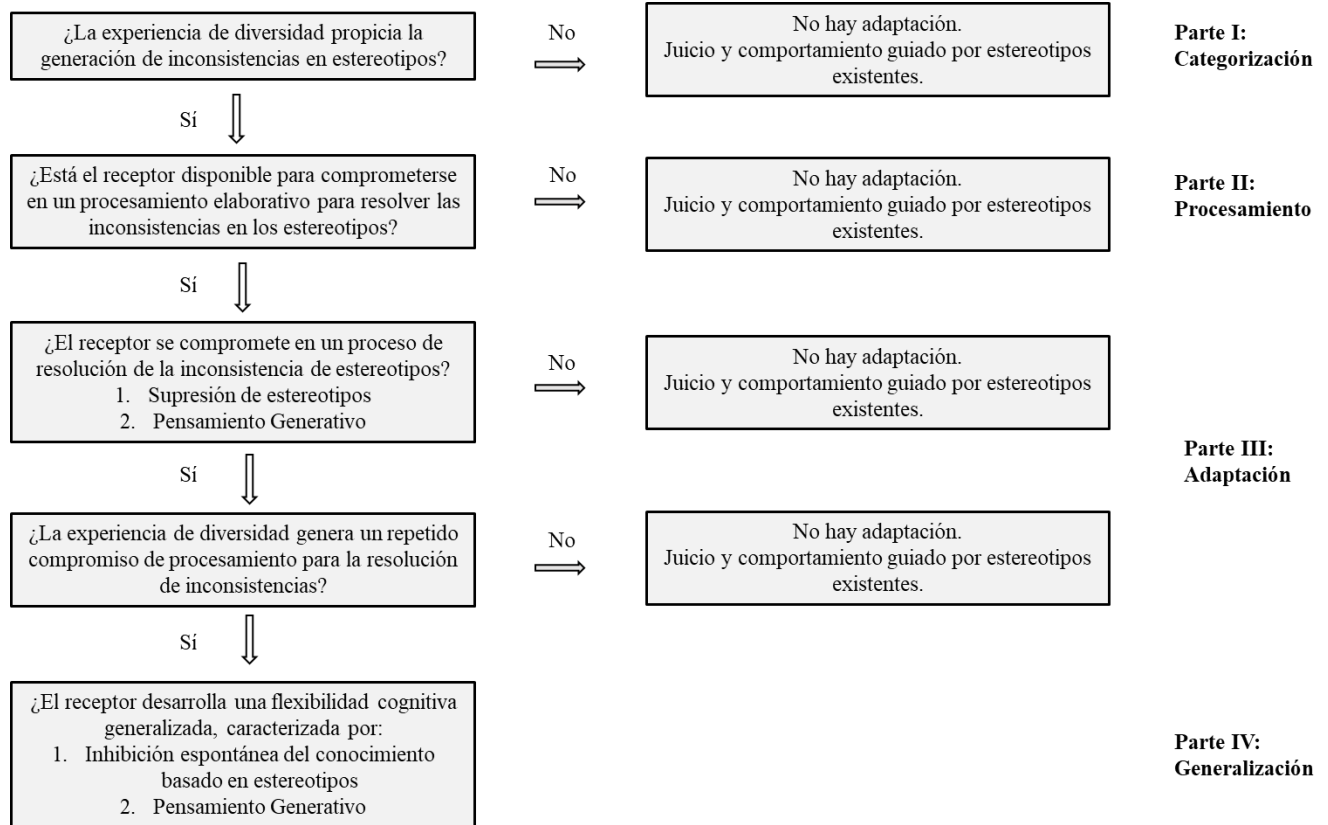 ¿La experiencia de diversidad propicia la
generación de inconsistencias en estereotipos?
No
No hay adaptación.
Juicio y comportamiento guiado por estereotipos
existentes.
Parte I:
Categorización
Sí
¿Está el receptor disponible para comprometerse
en un procesamiento elaborativo para resolver las
inconsistencias en los estereotipos?
No
No hay adaptación.
Juicio y comportamiento guiado por estereotipos
existentes.
Parte II:
Procesamiento
Sí
¿El receptor se compromete en un proceso de
resolución de la inconsistencia de estereotipos?
1. Supresión de estereotipos
2. Pensamiento Generativo
No
No hay adaptación.
Juicio y comportamiento guiado por estereotipos
existentes.
Parte III:
Adaptación
Sí
¿La experiencia de diversidad genera un repetido
compromiso de procesamiento para la resolución
de inconsistencias?
No
No hay adaptación.
Juicio y comportamiento guiado por estereotipos
existentes.
Sí
¿El receptor desarrolla una flexibilidad cognitiva
generalizada, caracterizada por:
1. Inhibición espontánea del conocimiento
basado en estereotipos
2. Pensamiento Generativo
Parte IV:
Generalización